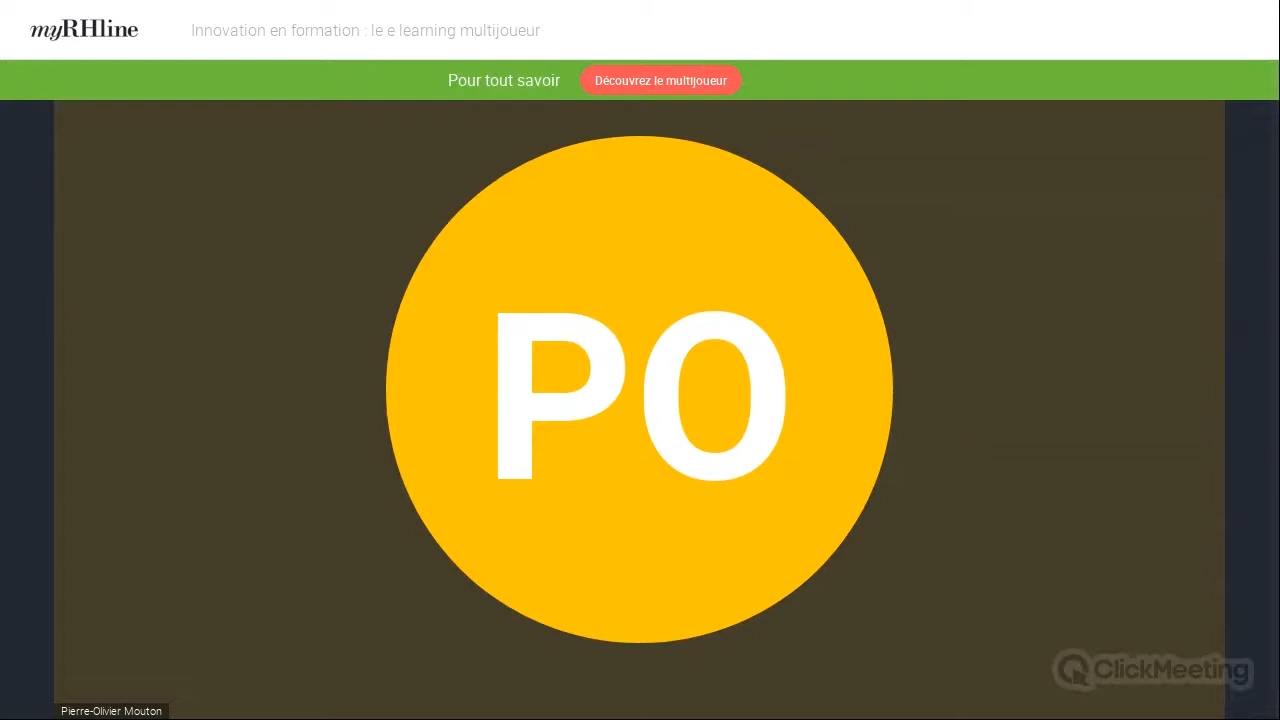 myRHline
Innovation en formation : le e learning multijoueur
Pour tout savoir
Découvrez le multijoueur
PO
ClickMeeting
Pierre-Olivier Mouton